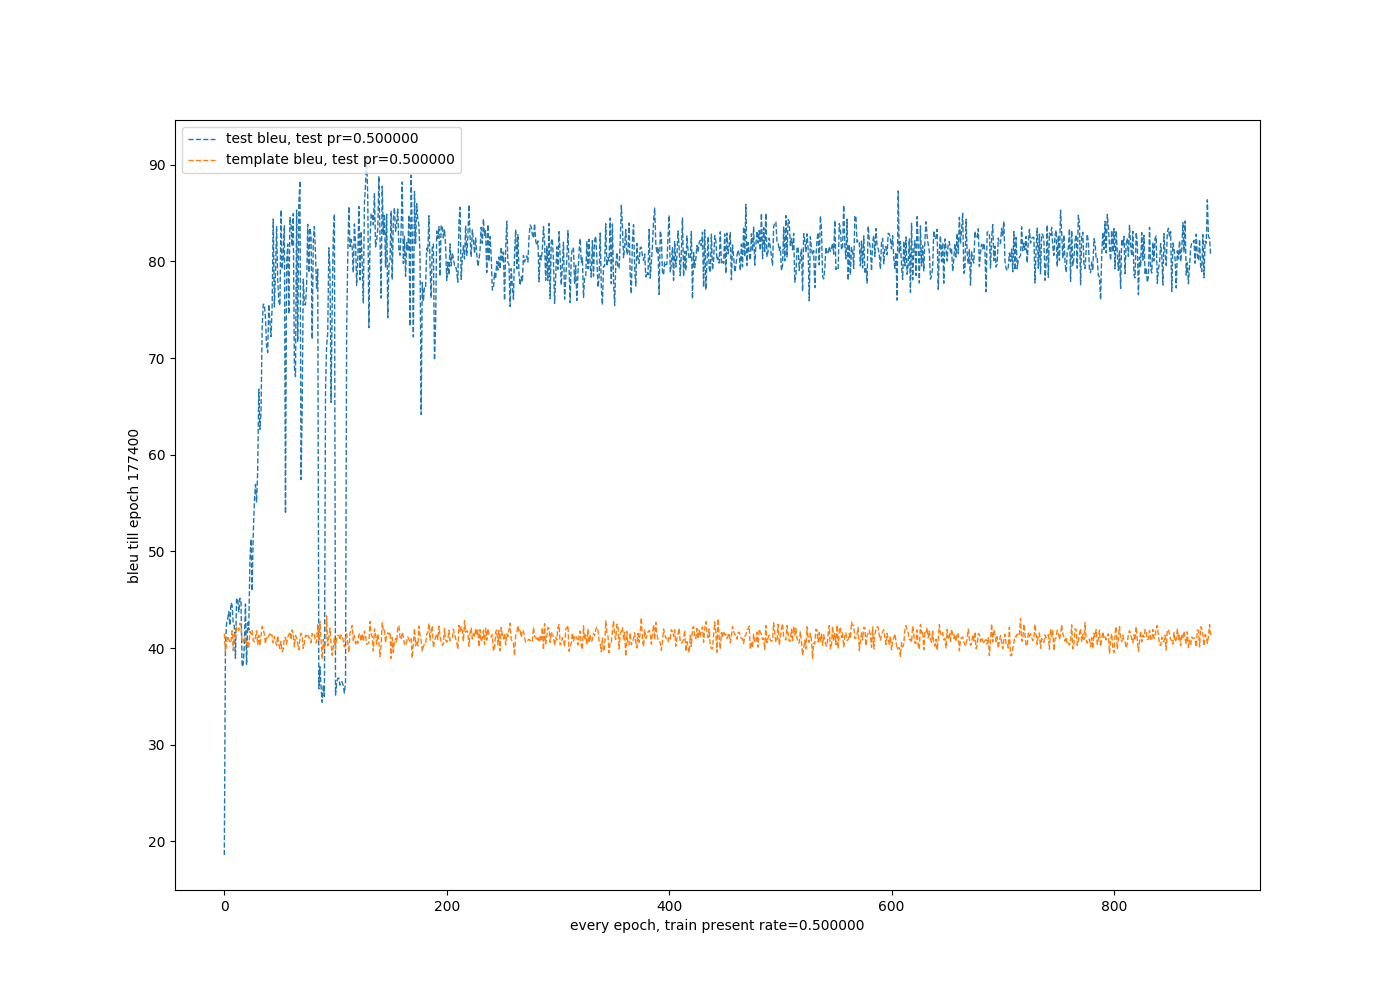 test bleu, test pr=0.500000
template bleu, test pr=0.500000
90
80
70
60
50
40
30
20
bleu till epoch 177400
0 200 400 600 800
every epoch, train present rate=0.500000